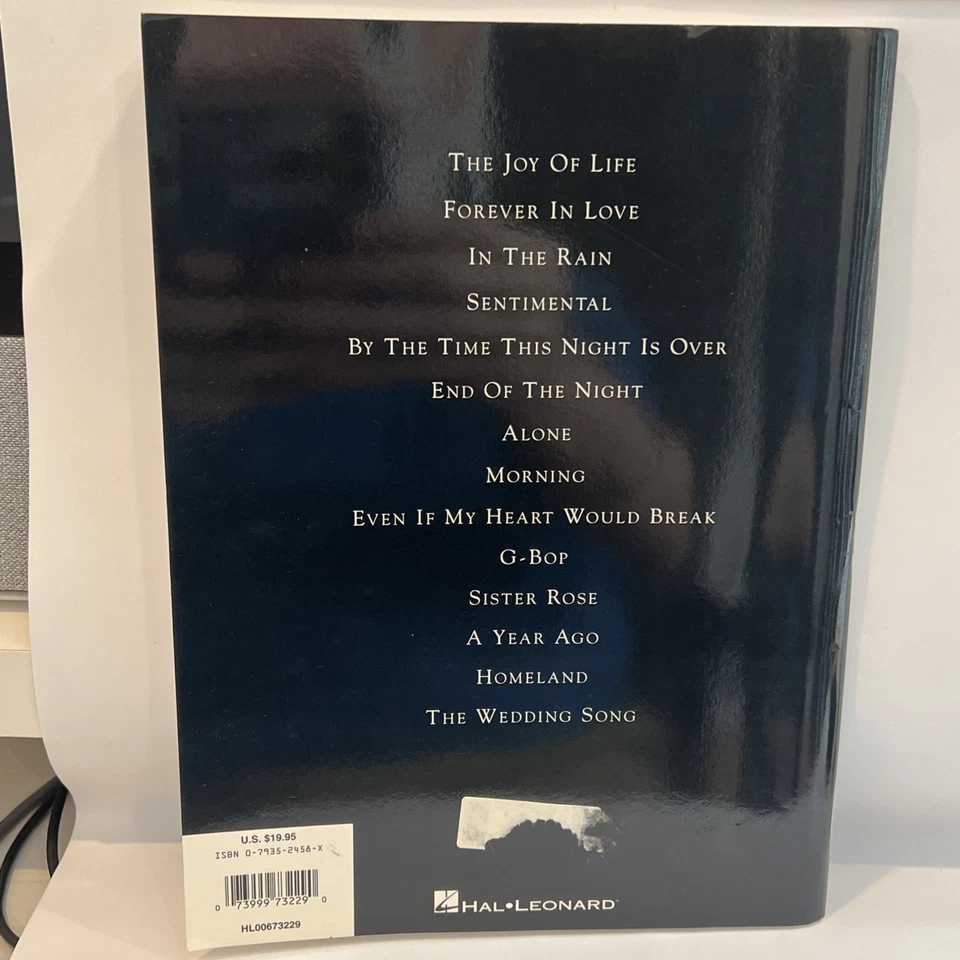 THE JOY OF LIFE
FOREVER IN LOVE
IN THE RAIN
SENTIMENTAL
BY THE TIME THIS NIGHT IS OVER
END OF THE NIGHT
ALONE
MORNING
EVEN IF MY HEART WOULD BREAK
G-BOP
SISTER ROSE
A YEAR AGO
HOMELAND
THE WEDDING SONG
U.S. $19.95
ISBN 0-7935-2458-X
0 73999 73229 0
HL00673229
HAL•LEONARD